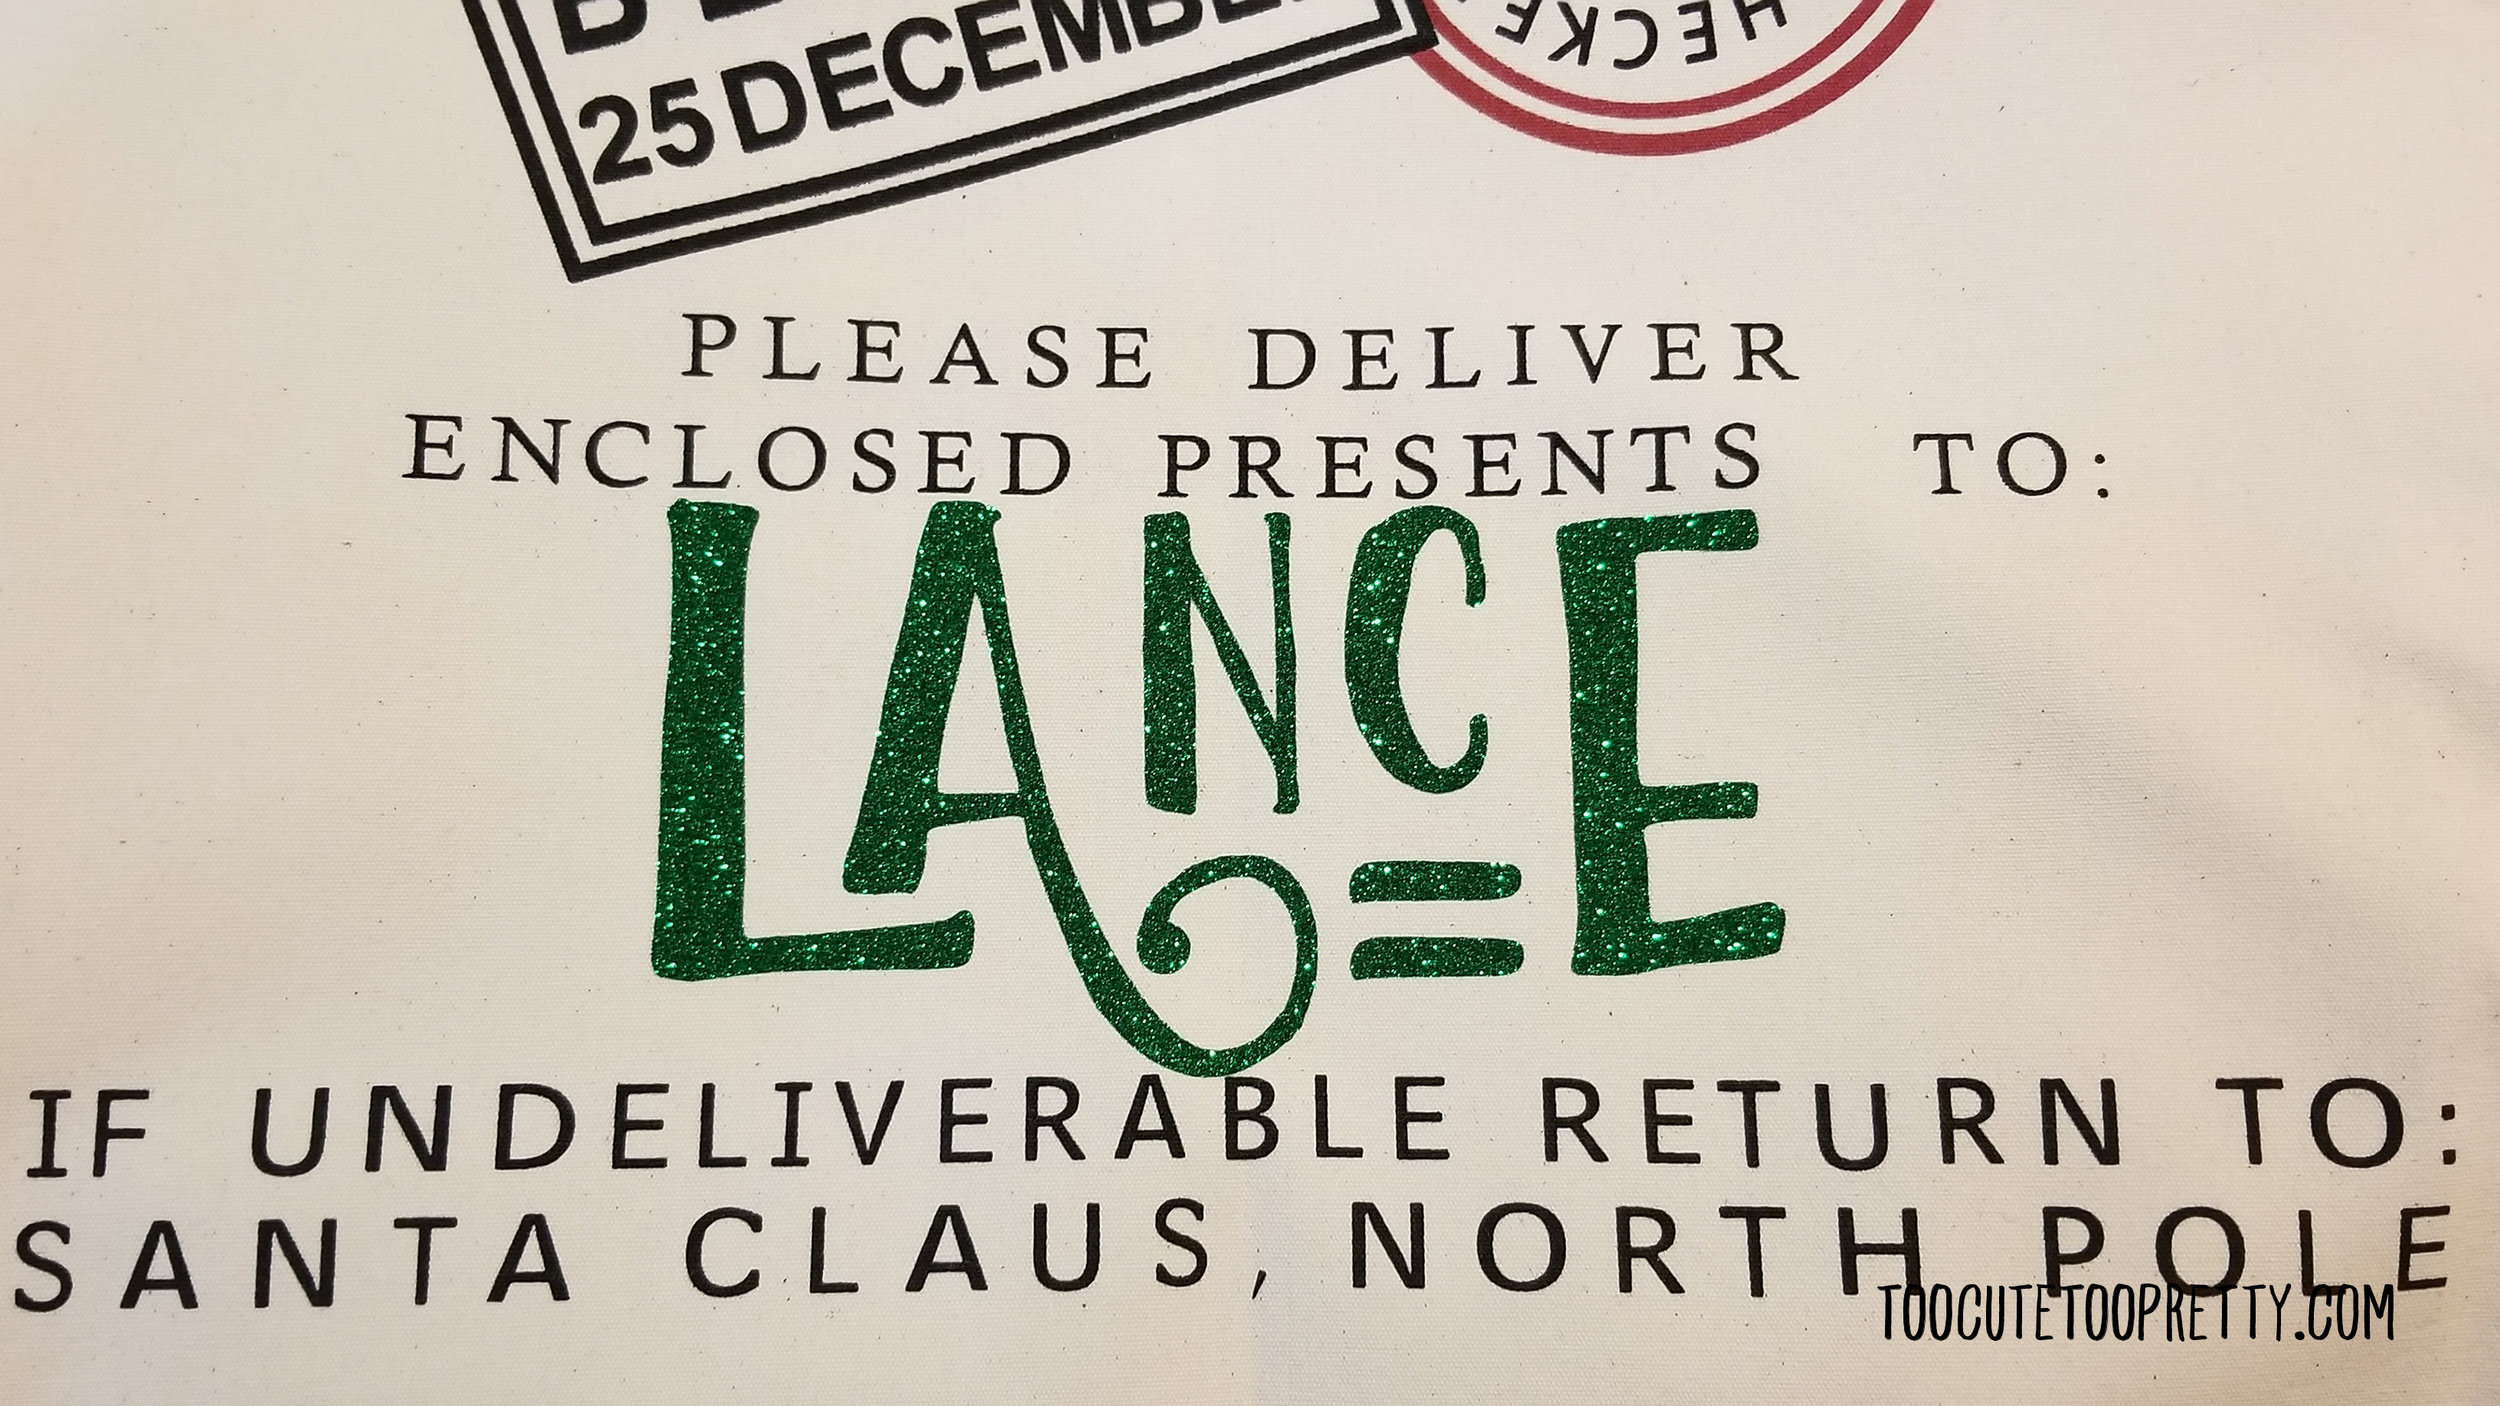 25 DECEMBER
PLEASE DELIVER
ENCLOSED PRESENTS TO:
LANCE
IF UNDELIVERABLE RETURN TO:
SANTA CLAUS, NORTH POLE
TOOCUTETOOPRETTY.COM